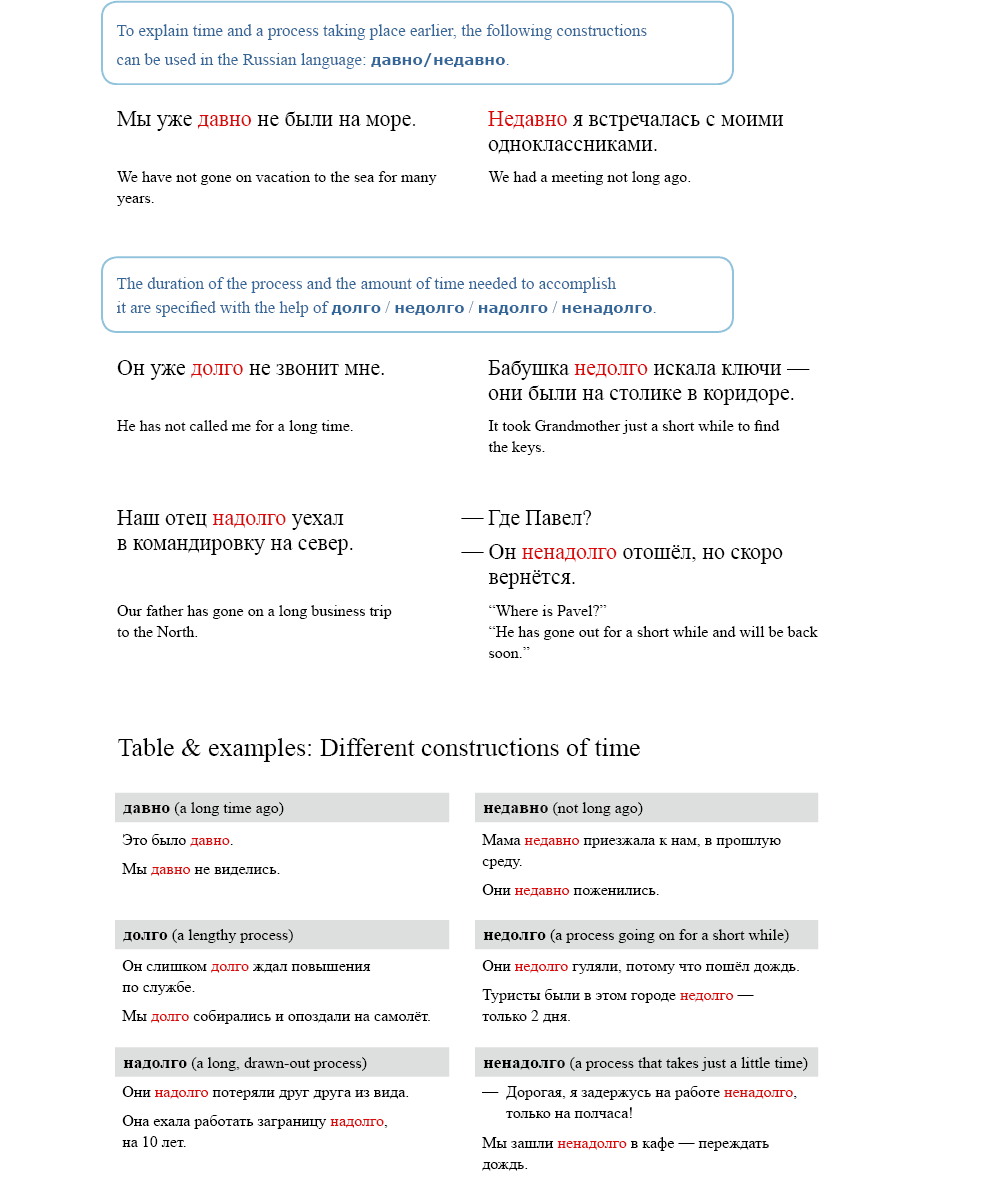 To explain time and a process taking place earlier, the following constructions
can be used in the Russian language: давно/недавно.
Мы уже давно не были на море.
We have not gone on vacation to the sea for many
years.
Недавно я встречалась с моими
одноклассниками.
We had a meeting not long ago.
The duration of the process and the amount of time needed to accomplish
it are specified with the help of долго / недолго / надолго / ненадолго.
Он уже долго не звонит мне.
He has not called me for a long time.
Бабушка недолго искала ключи —
они были на столике в коридоре.
It took Grandmother just a short while to find
the keys.
Наш отец надолго уехал
в командировку на север.
Our father has gone on a long business trip
to the North.
— Где Павел?
— Он ненадолго отошёл, но скоро
вернётся.
“Where is Pavel?”
“He has gone out for a short while and will be back
soon.”
Table & examples: Different constructions of time
давно (a long time ago)
Это было давно.
Мы давно не виделись.
недавно (not long ago)
Мама недавно приезжала к нам, в прошлую
среду.
Они недавно поженились.
долго (a lengthy process)
Он слишком долго ждал повышения
по службе.
Мы долго собирались и опоздали на самолёт.
недолго (a process going on for a short while)
Они недолго гуляли, потому что пошёл дождь.
Туристы были в этом городе недолго —
только 2 дня.
надолго (a long, drawn-out process)
Они надолго потеряли друг друга из вида.
Она ехала работать заграницу надолго,
на 10 лет.
ненадолго (a process that takes just a little time)
— Дорогая, я задержусь на работе ненадолго,
только на полчаса!
Мы зашли ненадолго в кафе — переждать
дождь.